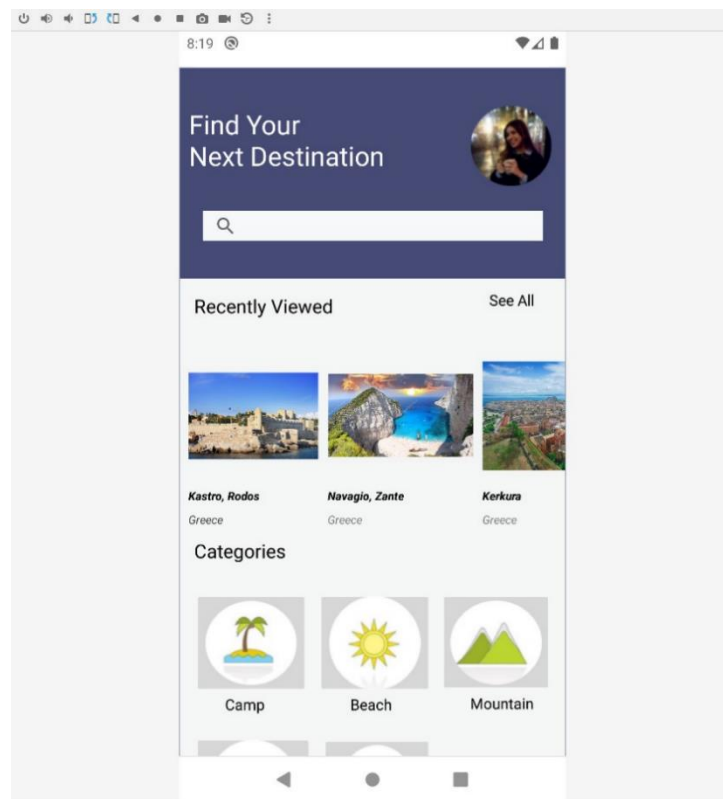 8:19
Find Your
Next Destination
Recently Viewed
See All
Kastro, Rodos
Navagio, Zante
Kerkura
Greece
Greece
Greece
Categories
Camp
Beach
Mountain